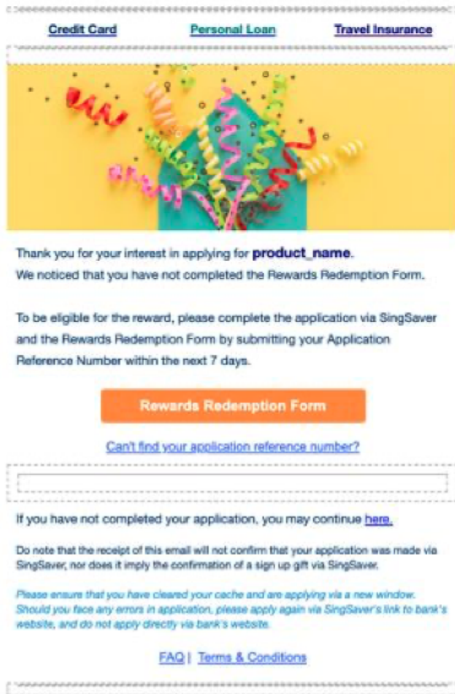 Credit Card Personal Loan Travel Insurance
Thank you for your interest in applying for product_name.
We noticed that you have not completed the Rewards Redemption Form.
To be eligible for the reward, please complete the application via SingSaver
and the Rewards Redemption Form by submitting your Application
Reference Number within the next 7 days.
Rewards Redemption Form
Can't find your application reference number?
If you have not completed your application, you may continue here.
Do note that the receipt of this email will not confirm that your application was made via
SingSaver, nor does it imply the confirmation of a sign up gift via SingSaver.
Please ensure that you have cleared your cache and are applying via a new window.
Should you face any errors in application, please apply again via SingSaver's link to bank's
website, and do not apply directly via bank's website.
FAQ | Terms & Conditions